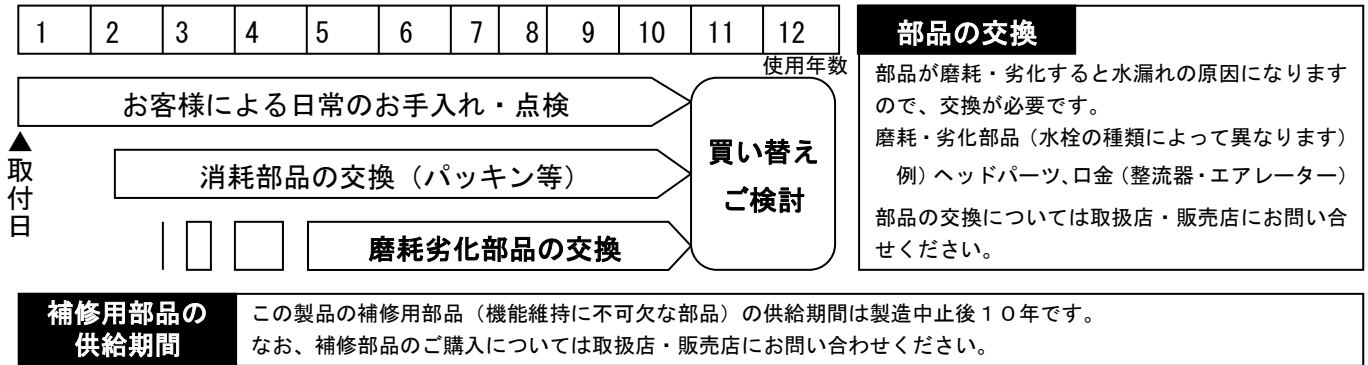 1 2 3 4 5 6 7 8 9 10 11 12
使用年数
お客様による日常のお手入れ・点検
▲
取付日
消耗部品の交換（パッキン等）
磨耗劣化部品の交換
買い替え
ご検討
部品の交換
部品が磨耗・劣化すると水漏れの原因になります
ので、交換が必要です。
磨耗・劣化部品（水栓の種類によって異なります）
例）ヘッドパーツ、口金（整流器・エアレーター）
部品の交換については取扱店・販売店にお問い合
せください。
補修用部品の
供給期間
この製品の補修用部品（機能維持に不可欠な部品）の供給期間は製造中止後１０年です。
なお、補修部品のご購入については取扱店・販売店にお問い合わせください。